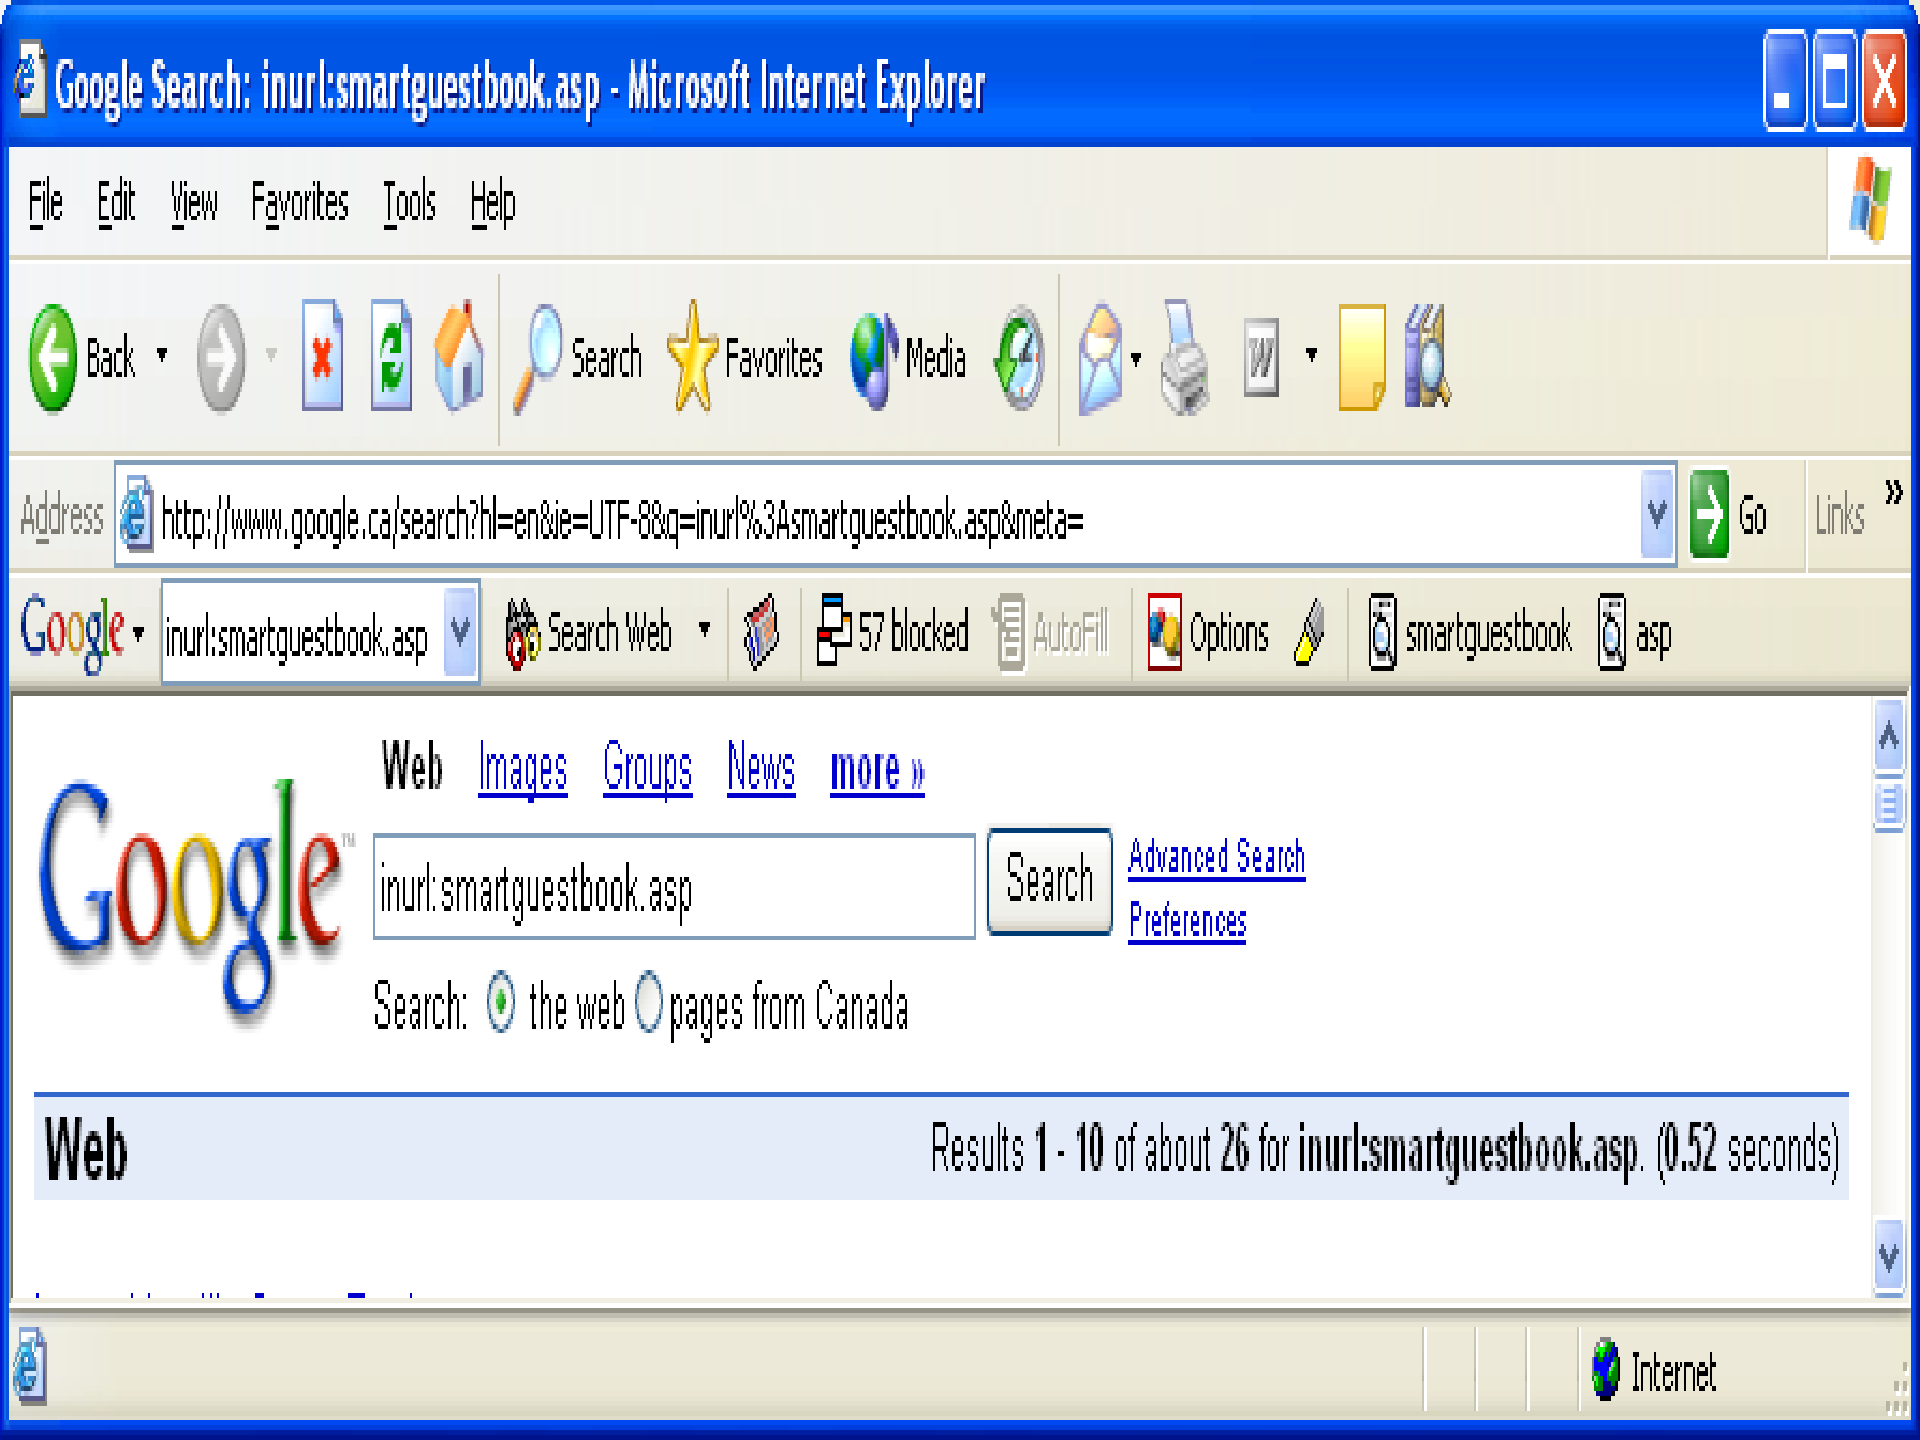 Google Search: inurl:smartguestbook.asp - Microsoft Internet Explorer
File Edit View Favorites Tools Help
Back Search Favorites Media W
Address http://www.google.ca/search?hl=en&ie=UTF-8&q=inurl%3Asmartguestbook.asp&meta= Go Links »
Google inurl:smartguestbook.asp Search Web 57 blocked AutoFill Options smartguestbook asp
Web Images Groups News more »
Google™ inurl:smartguestbook.asp Search Advanced Search
Preferences
Search: the web pages from Canada
Web Results 1 - 10 of about 26 for inurl:smartguestbook.asp. (0.52 seconds)
Internet